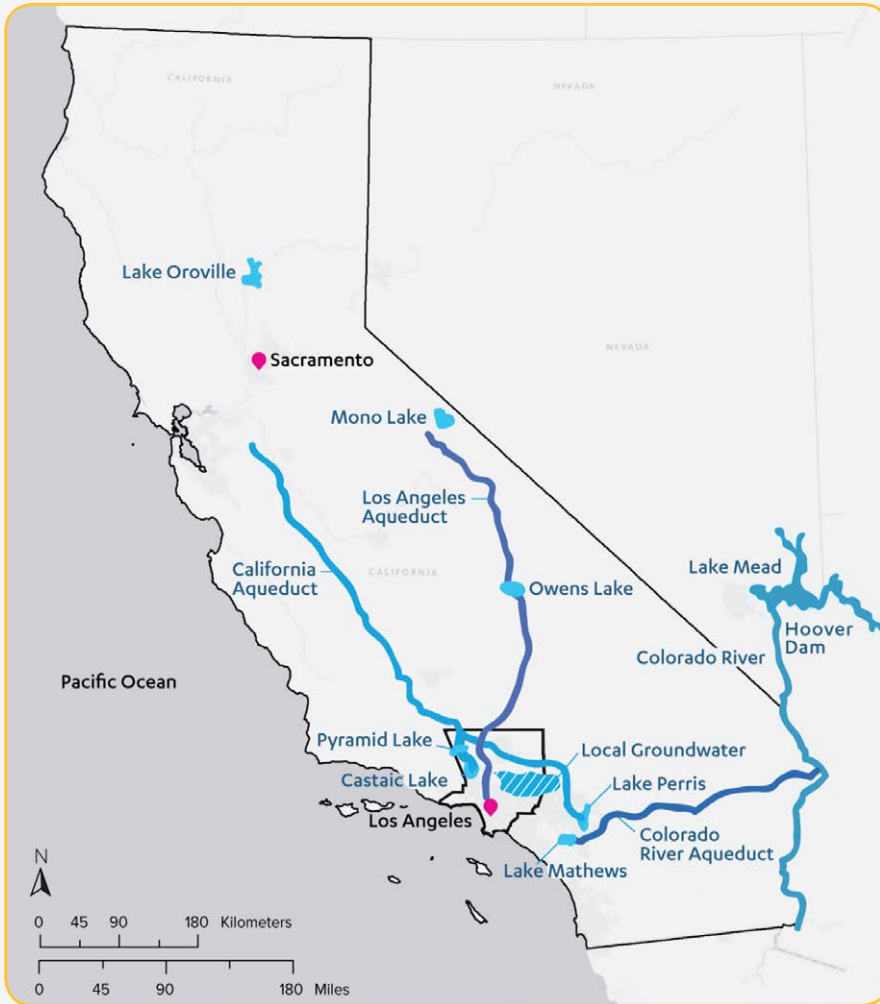 CALIFORNIA
NEVADA
Lake Oroville
Sacramento
NEVADA
Mono Lake
Los Angeles
Aqueduct
California
Aqueduct
CALIFORNIA
Owens Lake
Lake Mead
Hoover
Dam
Colorado River
Pacific Ocean
Pyramid Lake
Local Groundwater
Castaic Lake
Lake Perris
Los Angeles
Colorado
River Aqueduct
Lake Mathews
N
0 45 90 180 Kilometers
0 45 90 180 Miles